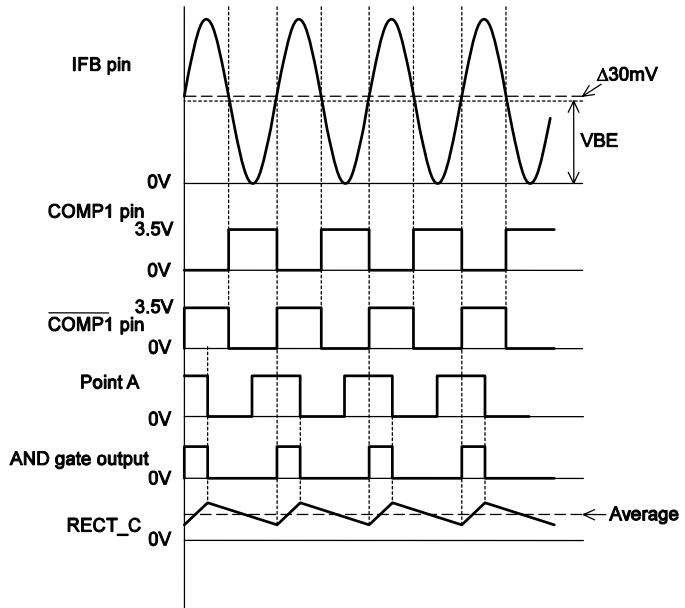 IFB pin
Δ30mV
VBE
0V
COMP1 pin
3.5V
0V
3.5V
COMP1 pin
0V
Point A
0V
AND gate output
0V
RECT_C
Average
0V